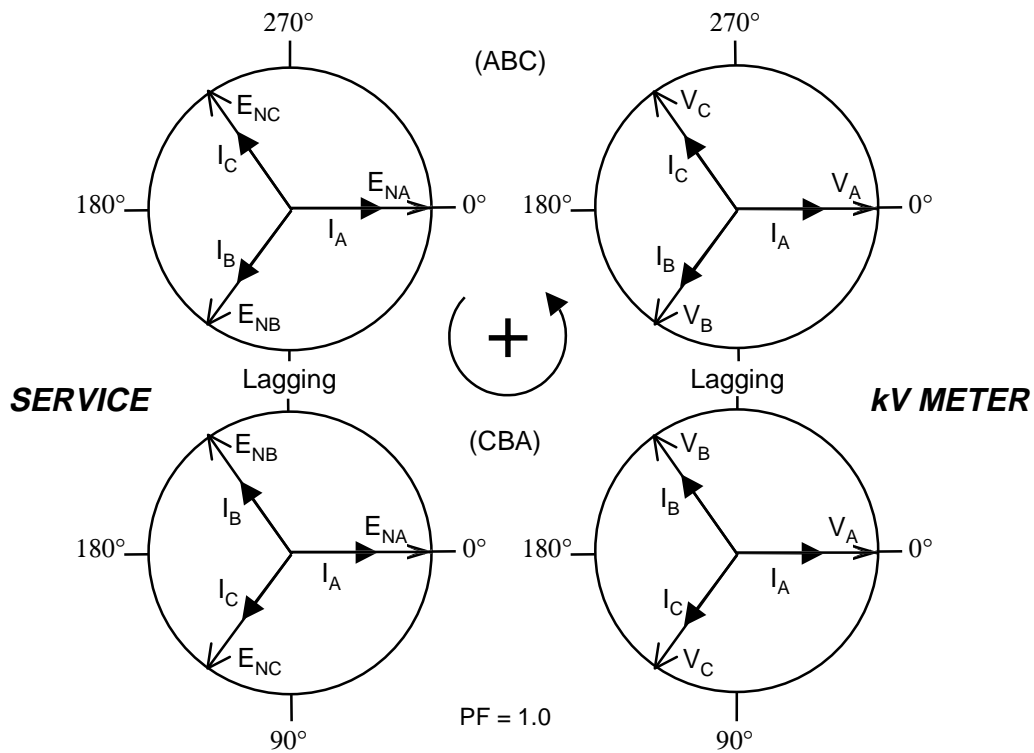 270° 270°
(ABC)
E_NC V_C
I_C I_C
180° E_NA 0° 180° V_A 0°
I_A I_A
I_B I_B
E_NB V_B
+
Lagging Lagging
SERVICE kV METER
(CBA)
E_NB V_B
I_B I_B
180° E_NA 0° 180° V_A 0°
I_A I_A
I_C I_C
E_NC V_C
PF = 1.0
90° 90°